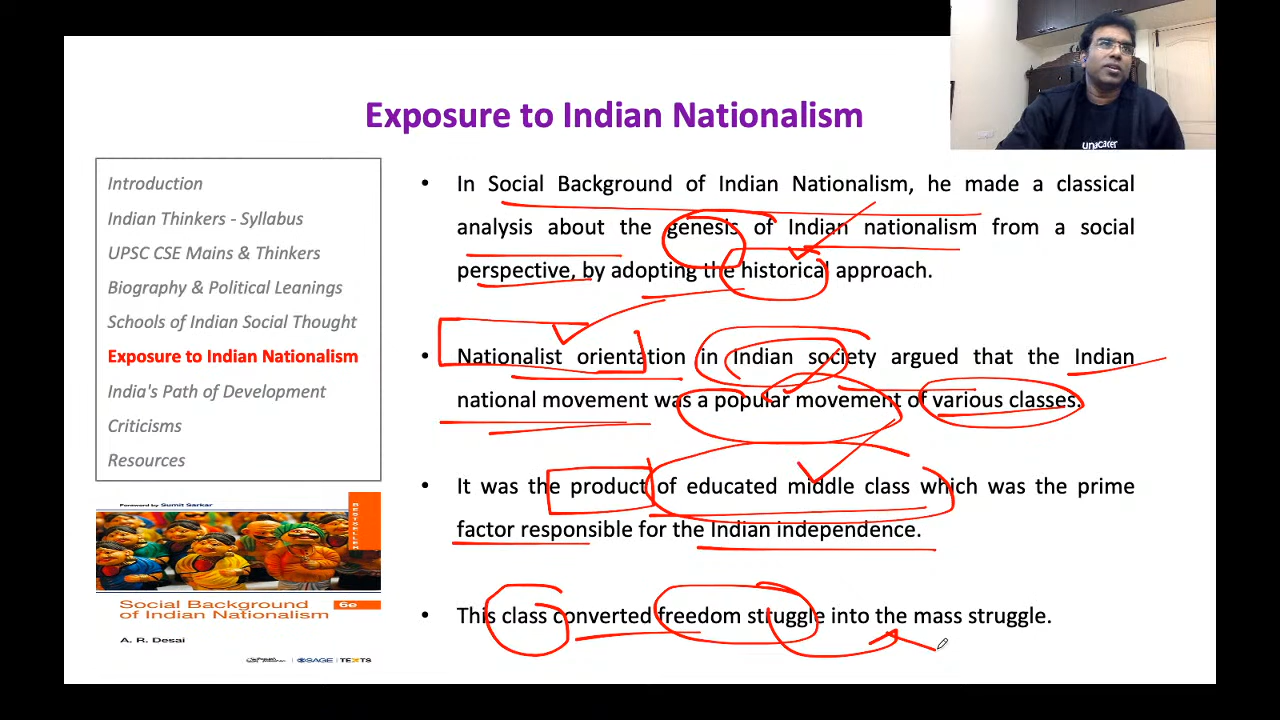 Exposure to Indian Nationalism
Introduction
Indian Thinkers - Syllabus
UPSC CSE Mains & Thinkers
Biography & Political Leanings
Schools of Indian Social Thought
Exposure to Indian Nationalism
India's Path of Development
Criticisms
Resources
• In Social Background of Indian Nationalism, he made a classical
analysis about the genesis of Indian nationalism from a social
perspective, by adopting the historical approach.
• Nationalist orientation in Indian society argued that the Indian
national movement was a popular movement of various classes.
• It was the product of educated middle class which was the prime
factor responsible for the Indian independence.
• This class converted freedom struggle into the mass struggle.
Foreword by Sumit Sarkar
Social Background 6e
of Indian Nationalism
A. R. Desai
SAGE | TEXTS